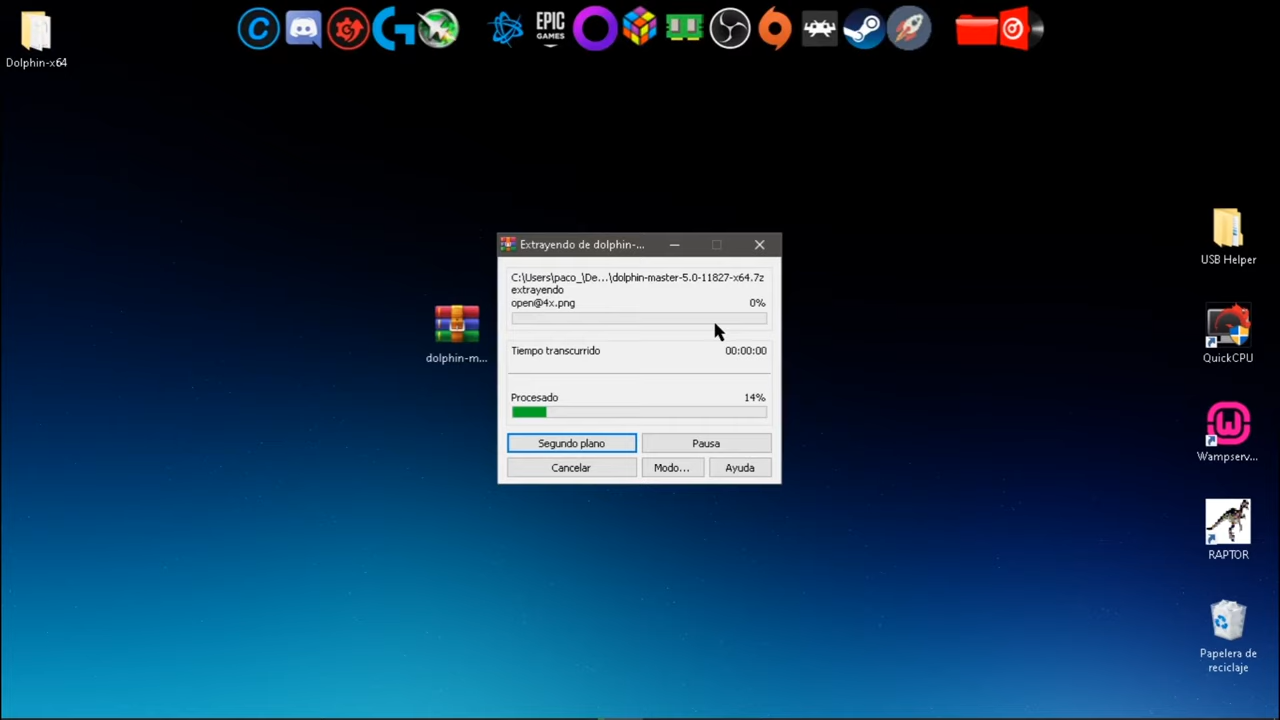 Dolphin-x64
EPIC
GAMES
Extrayendo de dolphin-...
C:\Users\paco_\De...\dolphin-master-5.0-11827-x64.7z
extrayendo
open@4x.png 0%
Tiempo transcurrido 00:00:00
Procesado 14%
Segundo plano Pausa
Cancelar Modo... Ayuda
dolphin-m...
USB Helper
QuickCPU
Wampserv...
RAPTOR
Papelera de
reciclaje